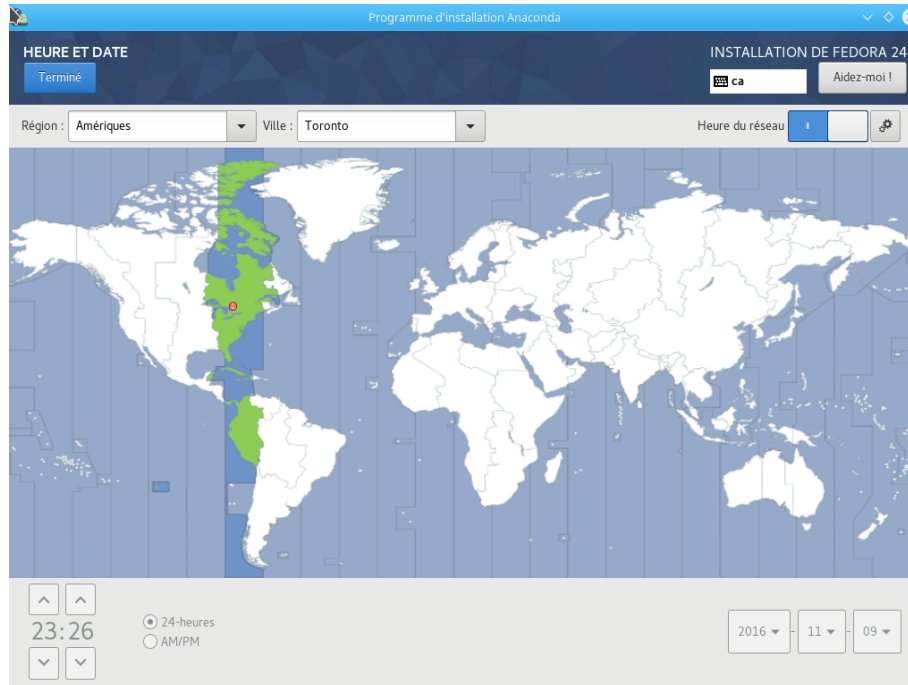 Programme d'installation Anaconda
HEURE ET DATE
INSTALLATION DE FEDORA 24
Terminé
ca
Aidez-moi !
Région :
Amériques
Ville :
Toronto
Heure du réseau
23:26
24-heures
AM/PM
2016 - 11 - 09